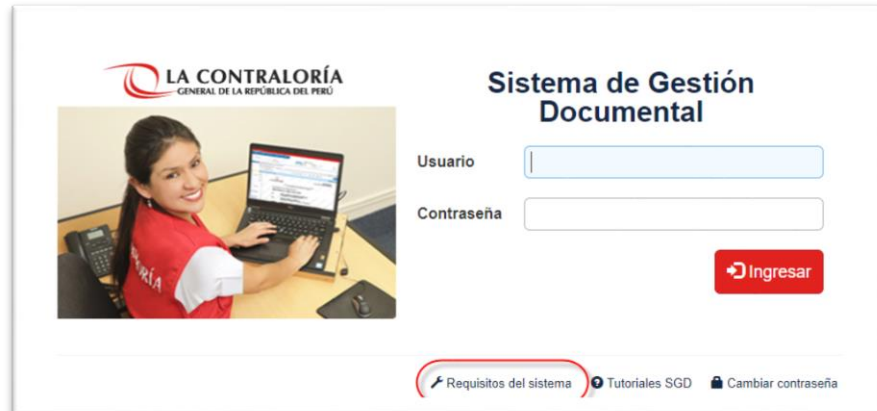 LA CONTRALORÍA
GENERAL DE LA REPÚBLICA DEL PERÚ
Sistema de Gestión
Documental
Usuario
Contraseña
Ingresar
Requisitos del sistema
Tutoriales SGD
Cambiar contraseña